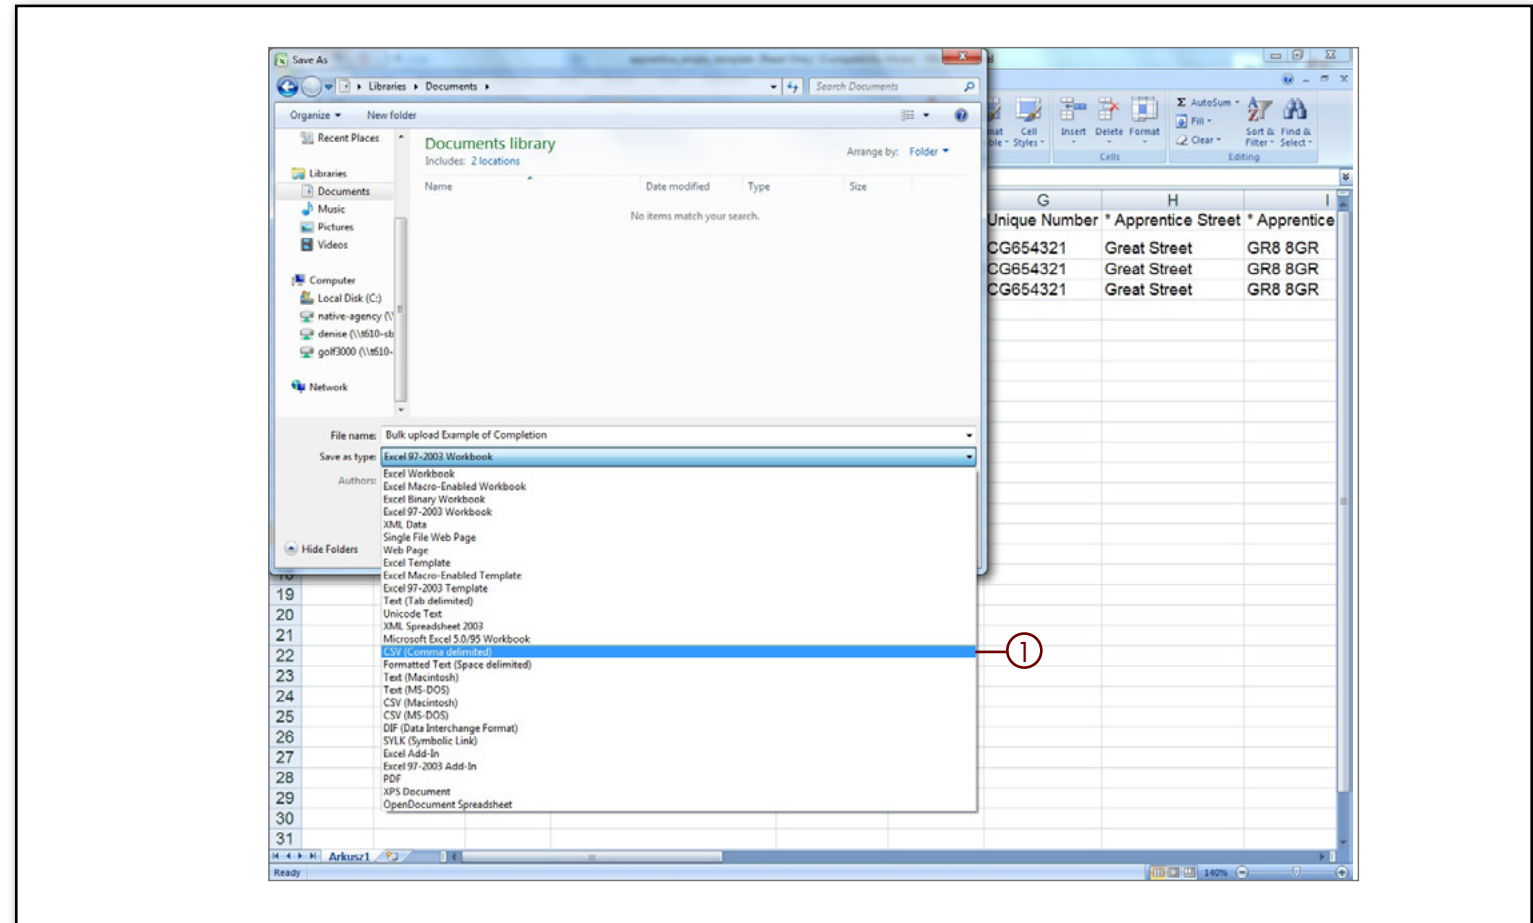 Save As
Libraries Documents
Search Documents
Organize New folder
Recent Places
Libraries
Documents
Music
Pictures
Videos
Computer
Local Disk (C:)
native-agency (\\
denise (\\t610-sb
golf3000 (\\t610-
Network
Documents library
Includes: 2 locations
Arrange by: Folder
Name Date modified Type Size
No items match your search.
File name: Bulk upload Example of Completion
Save as type: Excel 97-2003 Workbook
Authors:
Hide Folders
Excel Workbook
Excel Macro-Enabled Workbook
Excel Binary Workbook
Excel 97-2003 Workbook
XML Data
Single File Web Page
Web Page
Excel Template
Excel Macro-Enabled Template
Excel 97-2003 Template
Text (Tab delimited)
Unicode Text
XML Spreadsheet 2003
Microsoft Excel 5.0/95 Workbook
CSV (Comma delimited)
Formatted Text (Space delimited)
Text (Macintosh)
Text (MS-DOS)
CSV (Macintosh)
CSV (MS-DOS)
DIF (Data Interchange Format)
SYLK (Symbolic Link)
Excel Add-In
Excel 97-2003 Add-In
PDF
XPS Document
OpenDocument Spreadsheet
1
Cell
Styles
Insert Delete Format
Cells
Σ AutoSum
Fill
Clear
Sort & Filter
Find & Select
Editing
G H I
Unique Number * Apprentice Street * Apprentice
CG654321 Great Street GR8 8GR
CG654321 Great Street GR8 8GR
CG654321 Great Street GR8 8GR
19
20
21
22
23
24
25
26
27
28
29
30
31
Arkusz1
Ready
140%